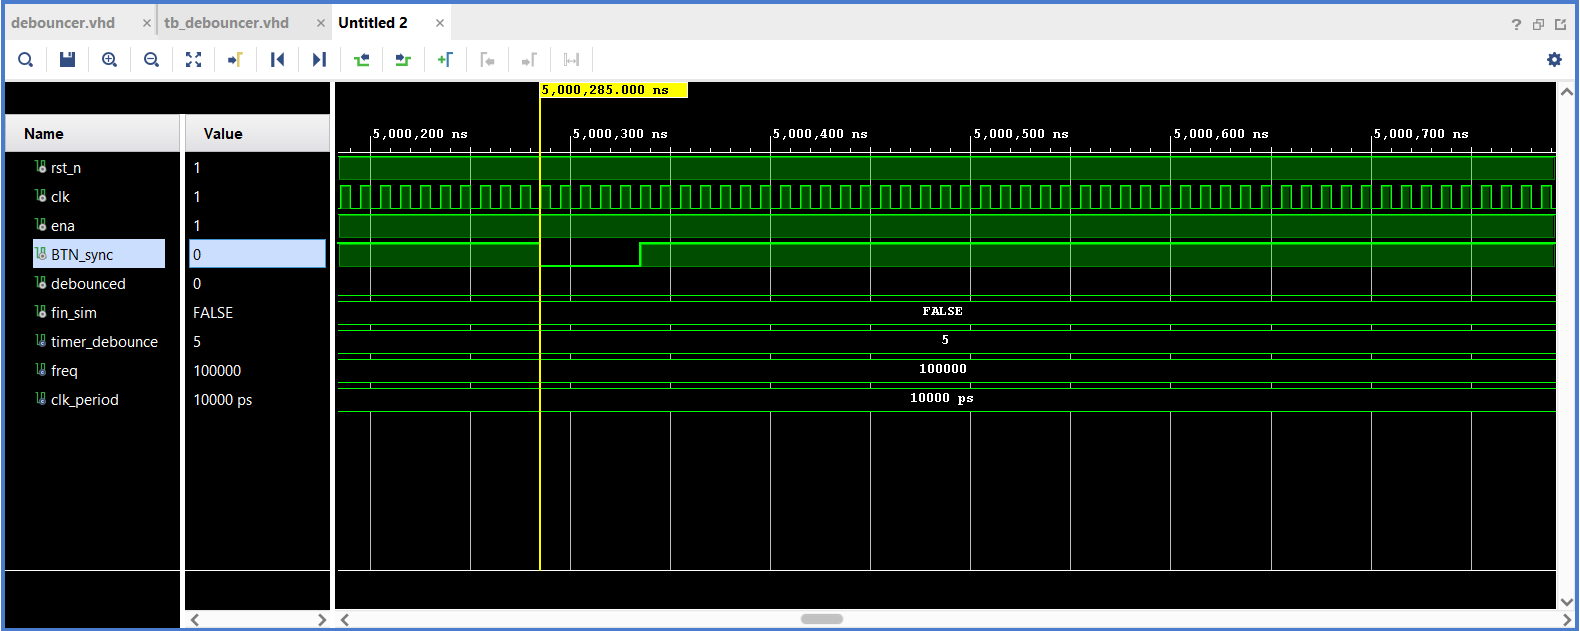 debouncer.vhd × tb_debouncer.vhd × Untitled 2 × ?
5,000,285.000 ns
Name Value 5,000,200 ns 5,000,300 ns 5,000,400 ns 5,000,500 ns 5,000,600 ns 5,000,700 ns
rst_n 1
clk 1
ena 1
BTN_sync 0
debounced 0
fin_sim FALSE FALSE
timer_debounce 5 5
freq 100000 100000
clk_period 10000 ps 10000 ps